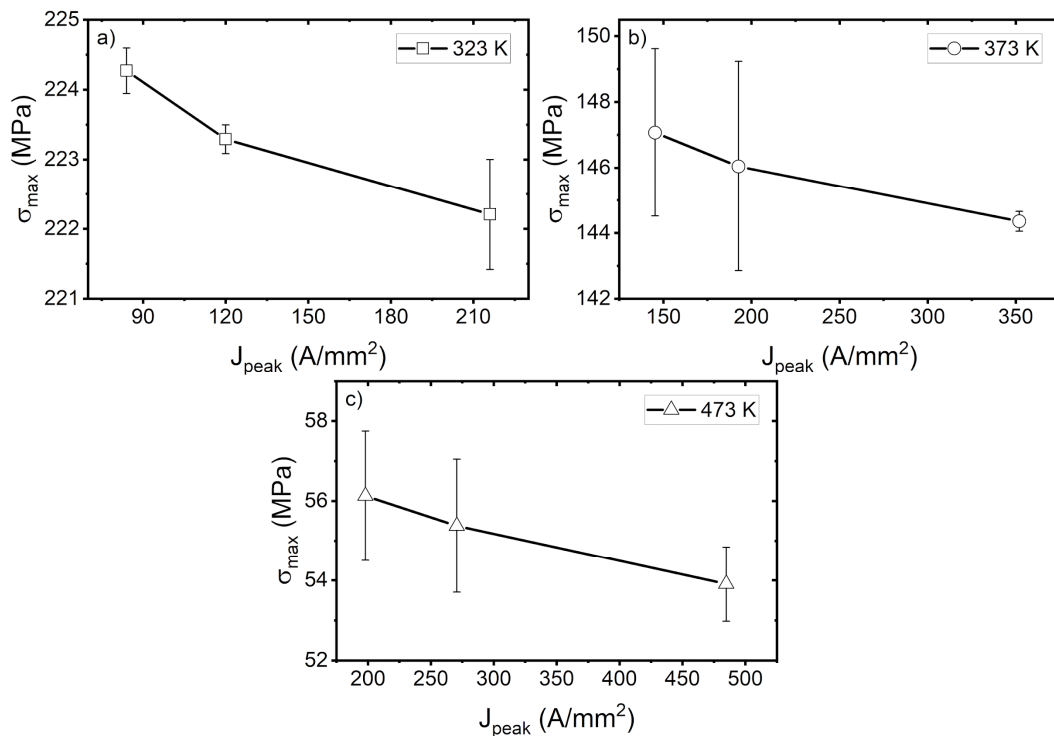 a)
323 K
225
224
223
222
221
σmax (MPa)
90 120 150 180 210
Jpeak (A/mm²)
b)
373 K
150
148
146
144
142
σmax (MPa)
150 200 250 300 350
Jpeak (A/mm²)
c)
473 K
58
56
54
52
σmax (MPa)
200 250 300 350 400 450 500
Jpeak (A/mm²)